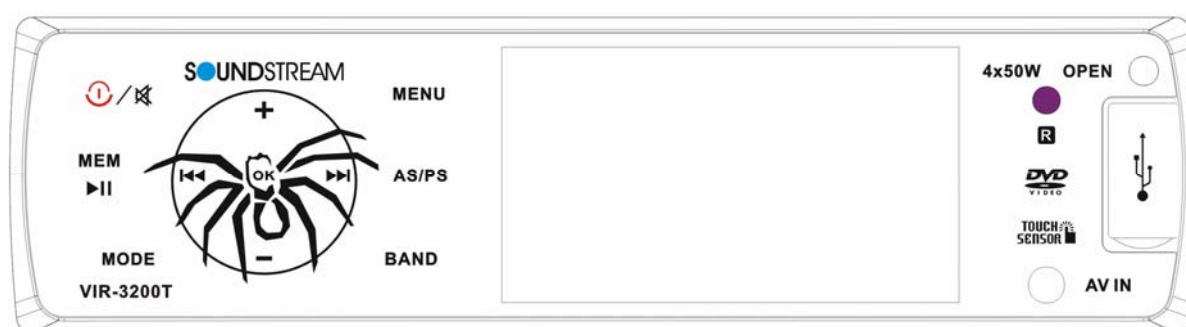 SOUNDSTREAM
MENU
MEM
OK
AS/PS
MODE
BAND
VIR-3200T
4x50W OPEN
R
DVD
VIDEO
TOUCH
SENSOR
AV IN